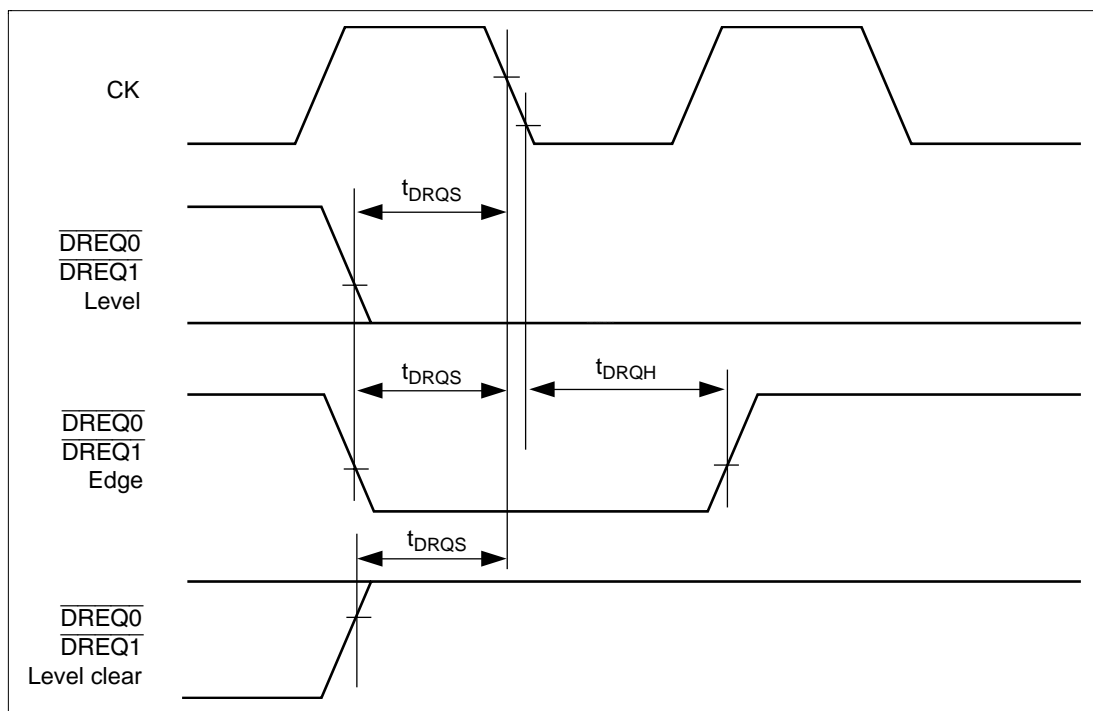 CK
tDRQS
DREQ0
DREQ1
Level
tDRQS
tDRQH
DREQ0
DREQ1
Edge
tDRQS
DREQ0
DREQ1
Level clear